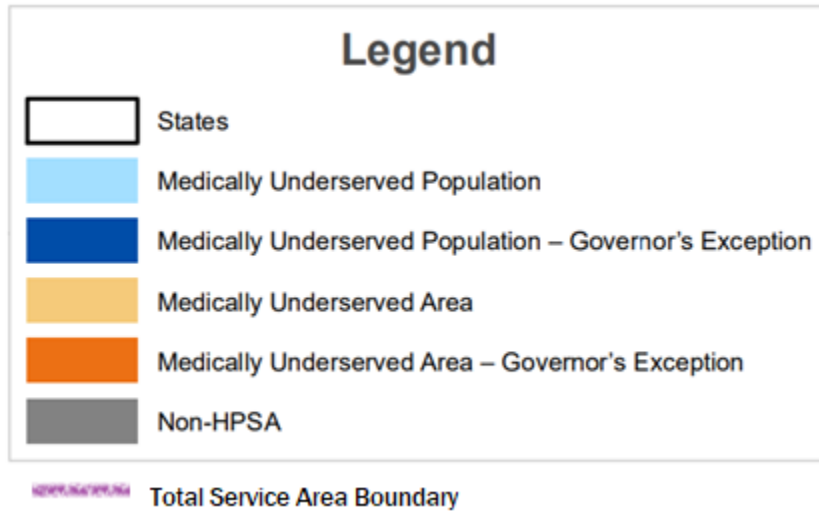 Legend
States
Medically Underserved Population
Medically Underserved Population – Governor's Exception
Medically Underserved Area
Medically Underserved Area – Governor's Exception
Non-HPSA
Total Service Area Boundary